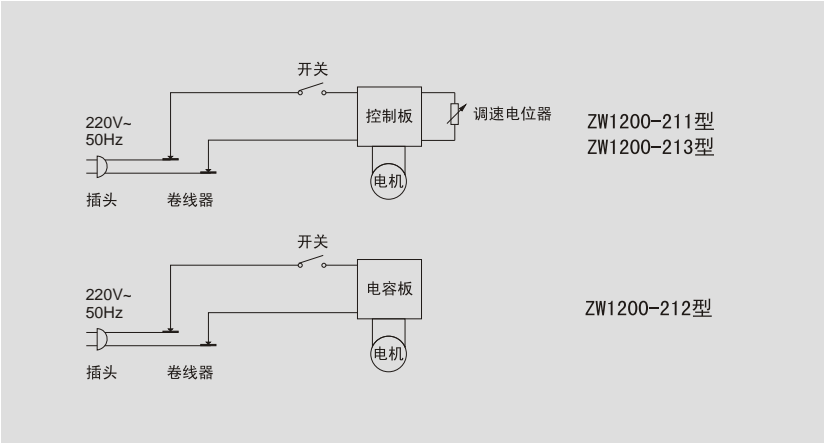 开关
控制板
调速电位器
ZW1200-211型
220V~
50Hz
ZW1200-213型
电机
插头
卷线器
开关
电容板
220V~
50Hz
ZW1200-212型
电机
插头
卷线器